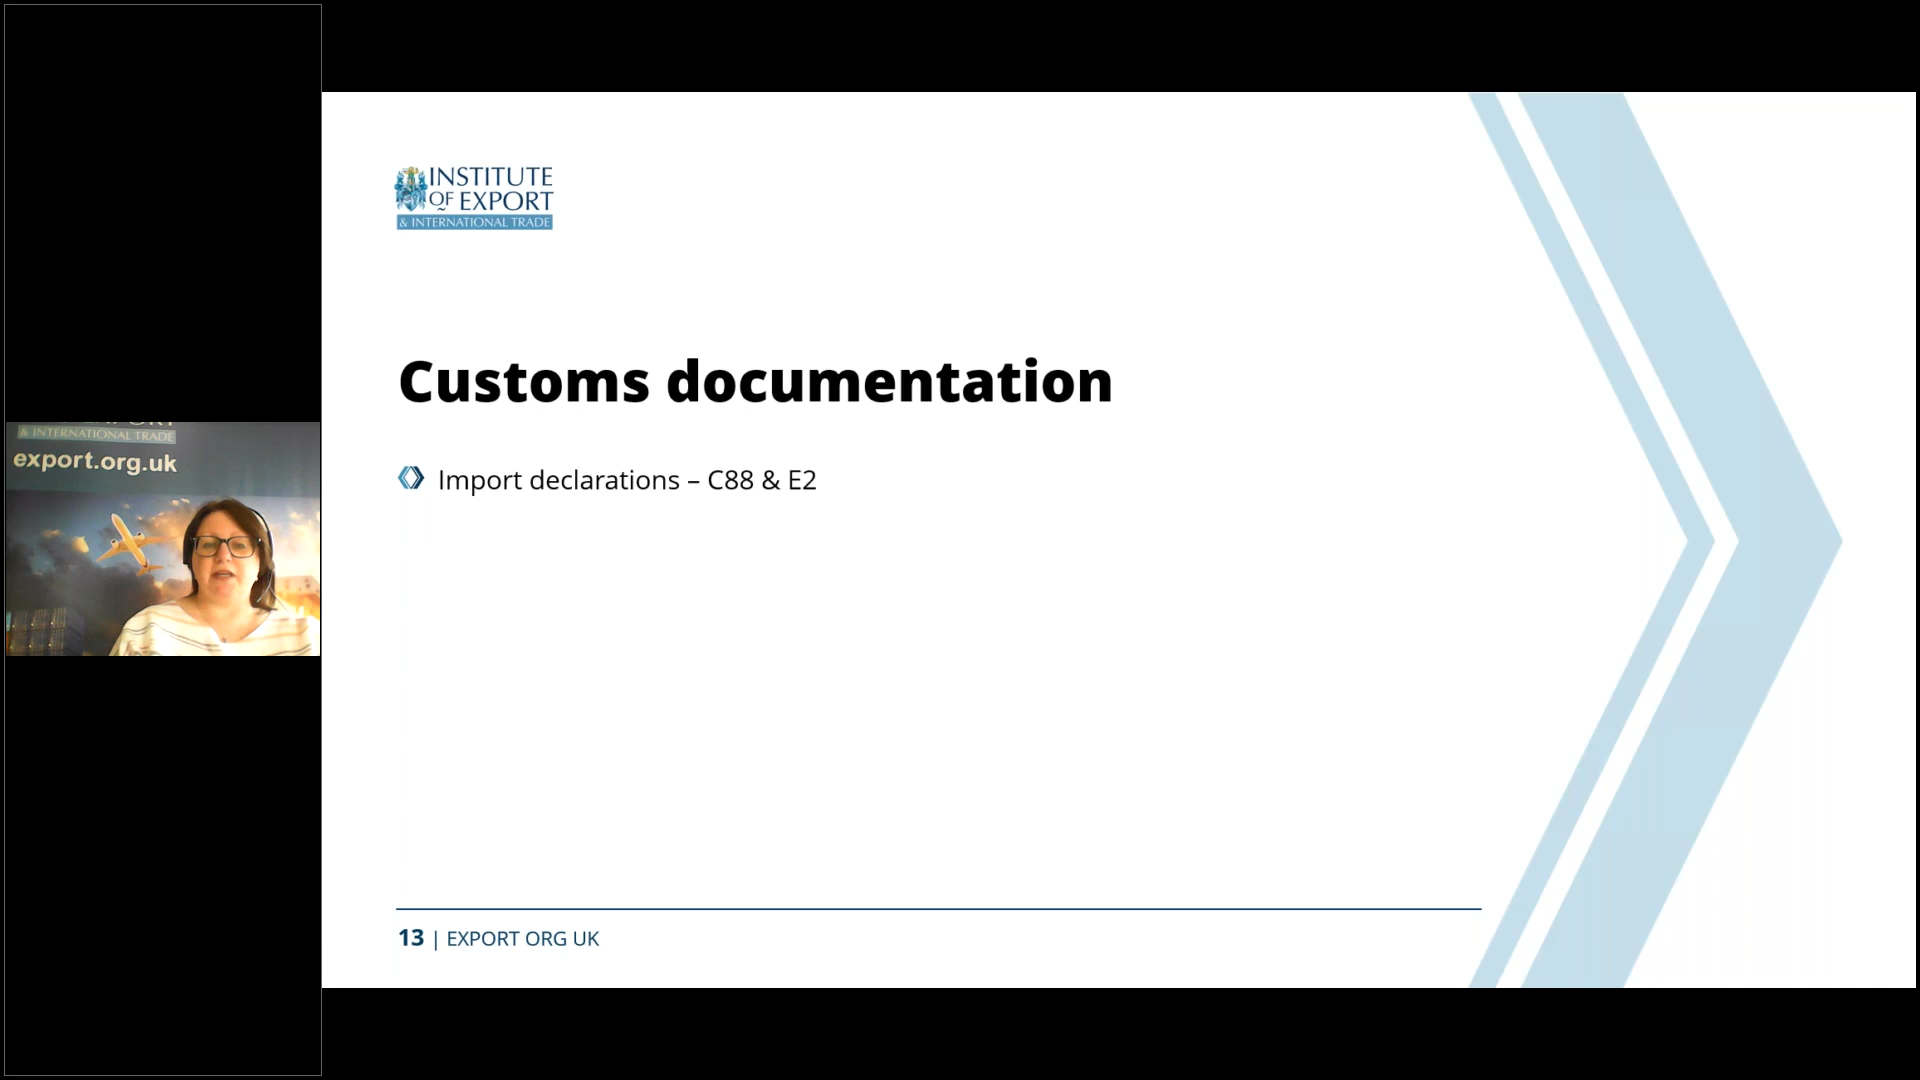 & INTERNATIONAL TRADE
export.org.uk
INSTITUTE
OF EXPORT
& INTERNATIONAL TRADE
Customs documentation
Import declarations – C88 & E2
13 | EXPORT ORG UK